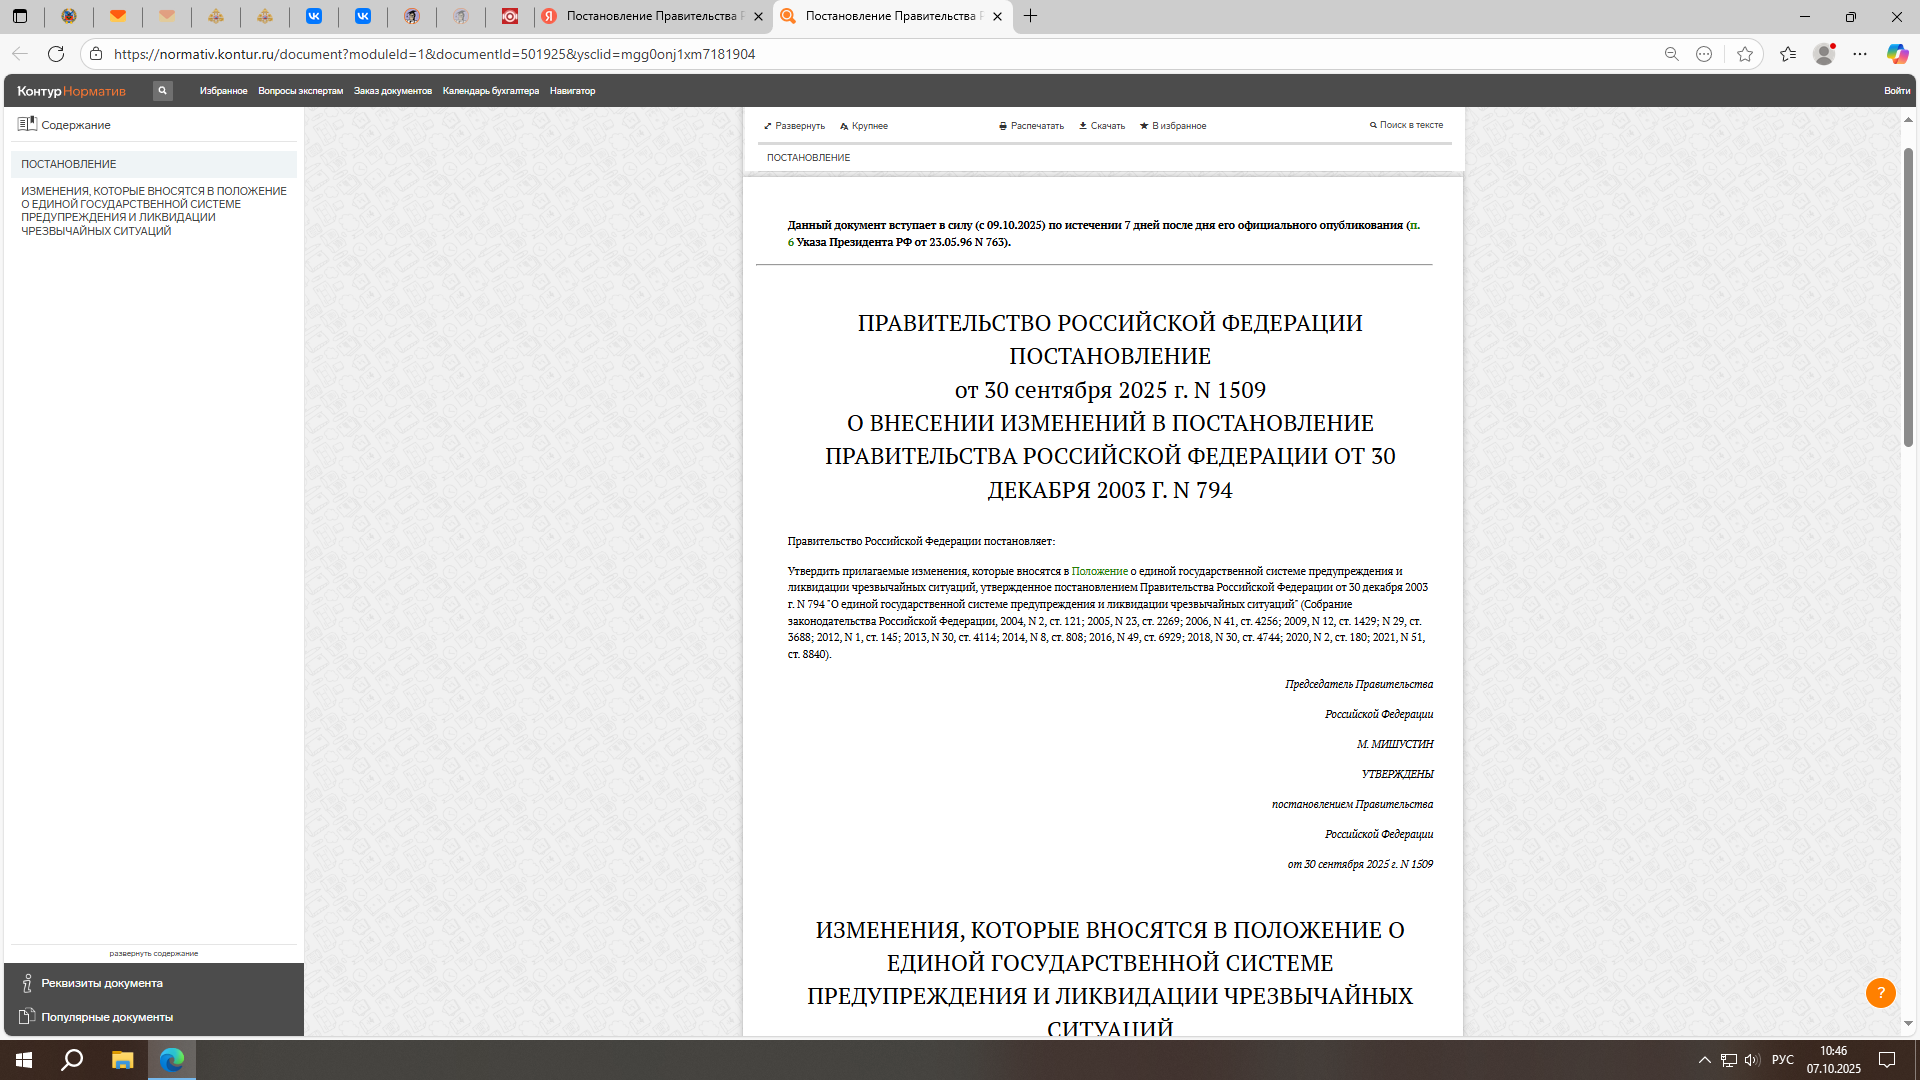 Постановление Правительства Р
Постановление Правительства Р
https://normativ.kontur.ru/document?moduleId=1&documentId=501925&ysclid=mgg0onj1xm7181904
Контур Норматив
Избранное
Вопросы экспертам
Заказ документов
Календарь бухгалтера
Навигатор
Войти
Содержание
ПОСТАНОВЛЕНИЕ
ИЗМЕНЕНИЯ, КОТОРЫЕ ВНОСЯТСЯ В ПОЛОЖЕНИЕ
О ЕДИНОЙ ГОСУДАРСТВЕННОЙ СИСТЕМЕ
ПРЕДУПРЕЖДЕНИЯ И ЛИКВИДАЦИИ
ЧРЕЗВЫЧАЙНЫХ СИТУАЦИЙ
развернуть содержание
Реквизиты документа
Популярные документы
Развернуть
Крупнее
Распечатать
Скачать
В избранное
Поиск в тексте
ПОСТАНОВЛЕНИЕ
Данный документ вступает в силу (с 09.10.2025) по истечении 7 дней после дня его официального опубликования (п.
6 Указа Президента РФ от 23.05.96 N 763).
ПРАВИТЕЛЬСТВО РОССИЙСКОЙ ФЕДЕРАЦИИ
ПОСТАНОВЛЕНИЕ
от 30 сентября 2025 г. N 1509
О ВНЕСЕНИИ ИЗМЕНЕНИЙ В ПОСТАНОВЛЕНИЕ
ПРАВИТЕЛЬСТВА РОССИЙСКОЙ ФЕДЕРАЦИИ ОТ 30
ДЕКАБРЯ 2003 Г. N 794
Правительство Российской Федерации постановляет:
Утвердить прилагаемые изменения, которые вносятся в Положение о единой государственной системе предупреждения и
ликвидации чрезвычайных ситуаций, утвержденное постановлением Правительства Российской Федерации от 30 декабря 2003
г. N 794 "О единой государственной системе предупреждения и ликвидации чрезвычайных ситуаций" (Собрание
законодательства Российской Федерации, 2004, N 2, ст. 121; 2005, N 23, ст. 2269; 2006, N 41, ст. 4256; 2009, N 12, ст. 1429; N 29, ст.
3688; 2012, N 1, ст. 145; 2013, N 30, ст. 4114; 2014, N 8, ст. 808; 2016, N 49, ст. 6929; 2018, N 30, ст. 4744; 2020, N 2, ст. 180; 2021, N 51,
ст. 8840).
Председатель Правительства
Российской Федерации
М. МИШУСТИН
УТВЕРЖДЕНЫ
постановлением Правительства
Российской Федерации
от 30 сентября 2025 г. N 1509
ИЗМЕНЕНИЯ, КОТОРЫЕ ВНОСЯТСЯ В ПОЛОЖЕНИЕ О
ЕДИНОЙ ГОСУДАРСТВЕННОЙ СИСТЕМЕ
ПРЕДУПРЕЖДЕНИЯ И ЛИКВИДАЦИИ ЧРЕЗВЫЧАЙНЫХ
СИТУАЦИЙ
?
РУС
10:46
07.10.2025